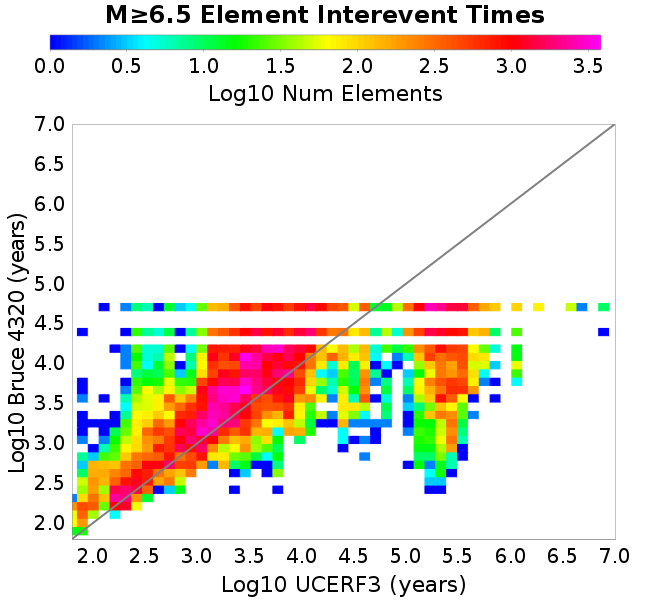 M≥6.5 Element Interevent Times
0.0 0.5 1.0 1.5 2.0 2.5 3.0 3.5
Log10 Num Elements
7.0
6.5
6.0
5.5
5.0
4.5
4.0
3.5
3.0
2.5
2.0
Log10 Bruce 4320 (years)
2.0 2.5 3.0 3.5 4.0 4.5 5.0 5.5 6.0 6.5 7.0
Log10 UCERF3 (years)